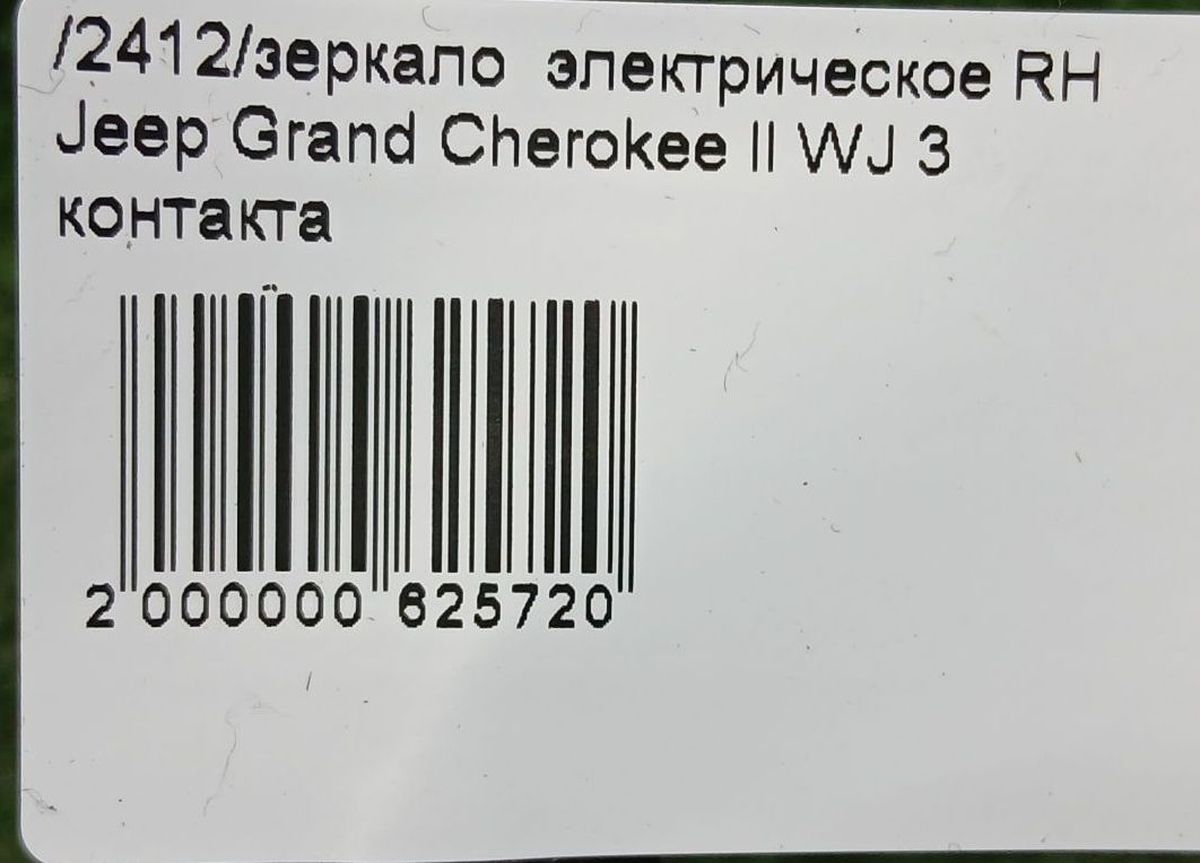 /2412/зеркало электрическое RH
Jeep Grand Cherokee II WJ 3
контакта
2 000000 625720